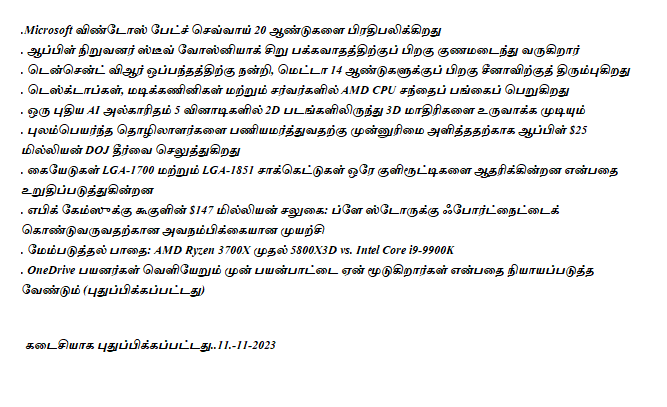 .Microsoft விண்டோஸ் பேட்ச் செவ்வாய் 20 ஆண்டுகளை பிரதிபலிக்கிறது
. ஆப்பிள் நிறுவனர் ஸ்டீவ் வோஸ்னியாக் சிறு பக்கவாதத்திற்குப் பிறகு குணமடைந்து வருகிறார்
. டென்சென்ட் விஆர் ஒப்பந்தத்திற்கு நன்றி, மெட்டா 14 ஆண்டுகளுக்குப் பிறகு சீனாவிற்குத் திரும்புகிறது
. டெஸ்க்டாப்கள், மடிக்கணினிகள் மற்றும் சர்வர்களில் AMD CPU சந்தைப் பங்கைப் பெறுகிறது
. ஒரு புதிய AI அல்காரிதம் 5 வினாடிகளில் 2D படங்களிலிருந்து 3D மாதிரிகளை உருவாக்க முடியும்
. புலம்பெயர்ந்த தொழிலாளர்களை பணியமர்த்துவதற்கு முன்னுரிமை அளித்ததற்காக ஆப்பிள் $25
மில்லியன் DOJ தீர்வை செலுத்துகிறது
. கையேடுகள் LGA-1700 மற்றும் LGA-1851 சாக்கெட்டுகள் ஒரே குளிரூட்டிகளை ஆதரிக்கின்றன என்பதை
உறுதிப்படுத்துகின்றன
. எபிக் கேம்ஸுக்கு கூகுளின் $147 மில்லியன் சலுகை: ப்ளே ஸ்டோருக்கு ஃபோர்ட்நைட்டைக்
கொண்டுவருவதற்கான அவநம்பிக்கையான முயற்சி
. மேம்படுத்தல் பாதை: AMD Ryzen 3700X முதல் 5800X3D vs. Intel Core i9-9900K
. OneDrive பயனர்கள் வெளியேறும் முன் பயன்பாட்டை ஏன் மூடுகிறார்கள் என்பதை நியாயப்படுத்த
வேண்டும் (புதுப்பிக்கப்பட்டது)
கடைசியாக புதுப்பிக்கப்பட்டது..11.-11-2023